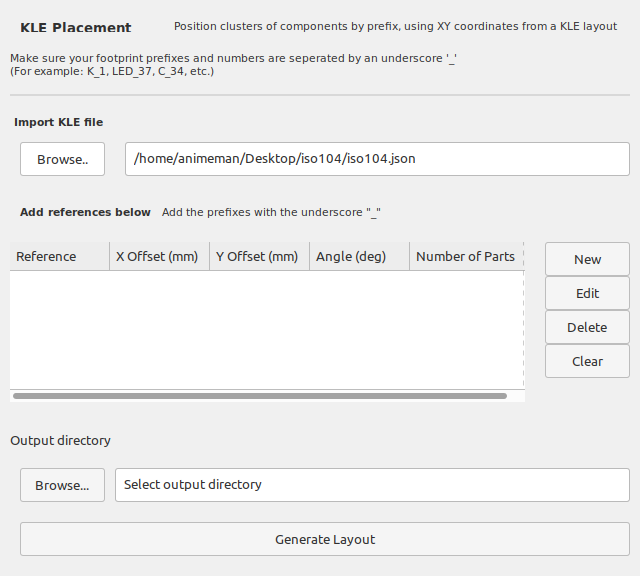 KLE Placement Position clusters of components by prefix, using XY coordinates from a KLE layout
Make sure your footprint prefixes and numbers are seperated by an underscore '_'
(For example: K_1, LED_37, C_34, etc.)
Import KLE file
Browse.. /home/animeman/Desktop/iso104/iso104.json
Add references below Add the prefixes with the underscore "_"
Reference X Offset (mm) Y Offset (mm) Angle (deg) Number of Parts
New
Edit
Delete
Clear
Output directory
Browse... Select output directory
Generate Layout